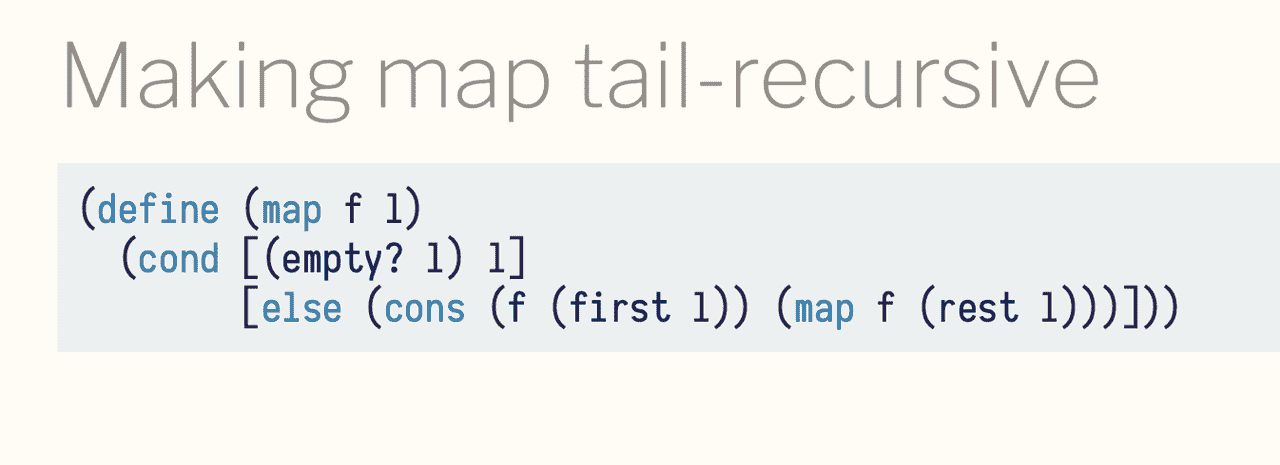 Making map tail-recursive
(define (map f l)
(cond [(empty? l) l]
[else (cons (f (first l)) (map f (rest l)))]))